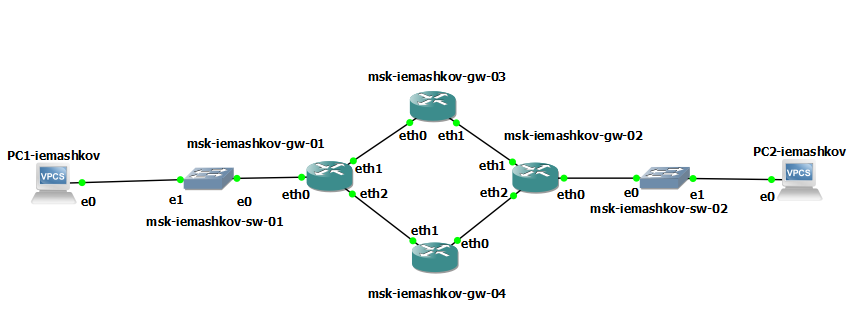 msk-iemashkov-gw-03
eth0
eth1
msk-iemashkov-gw-01
msk-iemashkov-gw-02
PC1-iemashkov
PC2-iemashkov
VPCS
e0
e1
e0
msk-iemashkov-sw-01
eth0
eth1
eth2
eth1
eth2
eth0
e0
e1
msk-iemashkov-sw-02
e0
VPCS
eth1
eth0
msk-iemashkov-gw-04